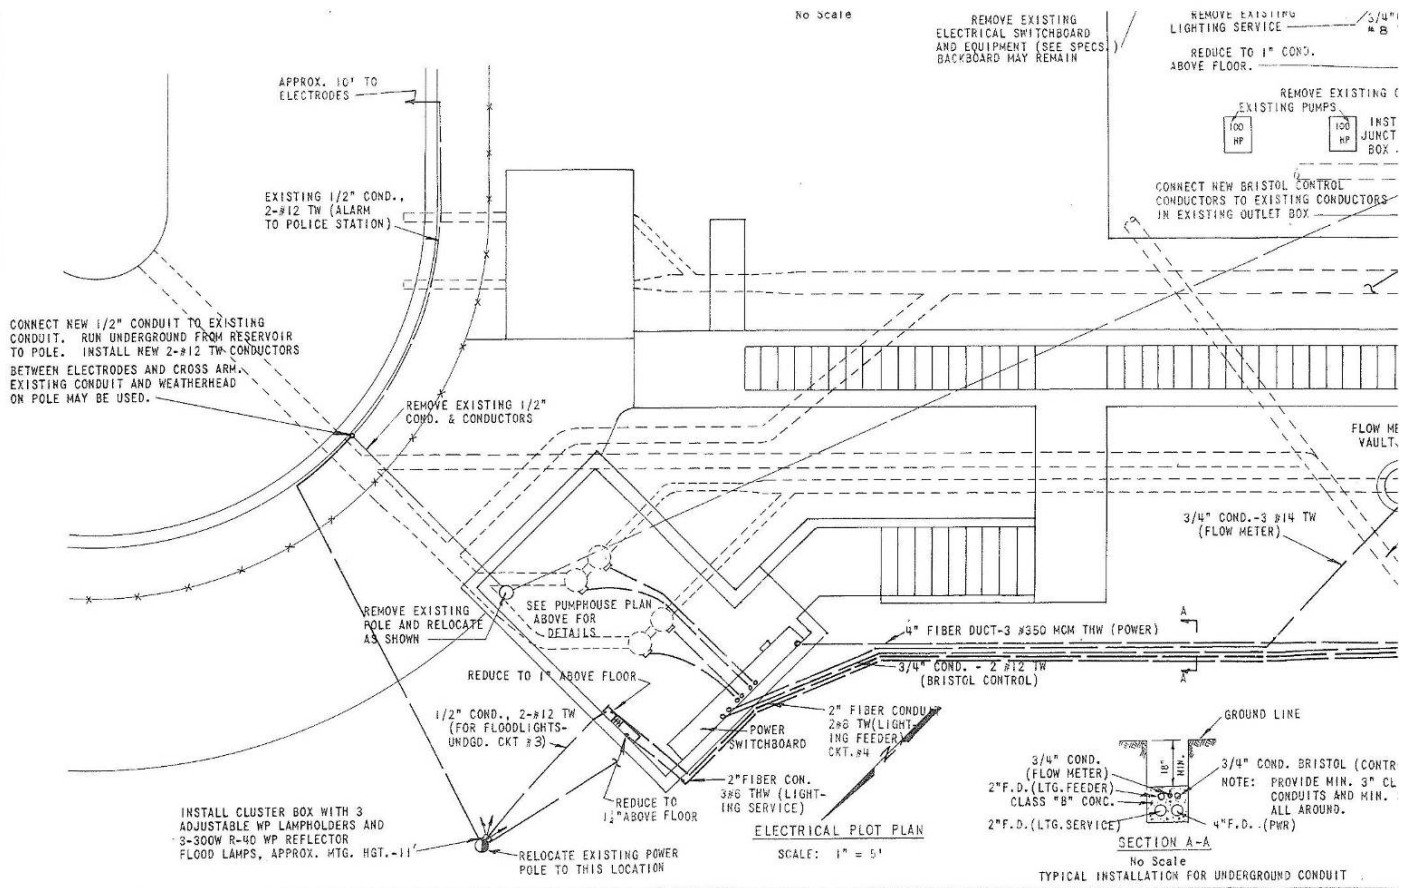 No Scale
REMOVE EXISTING
ELECTRICAL SWITCHBOARD
AND EQUIPMENT (SEE SPECS.)
BACKBOARD MAY REMAIN
REMOVE EXISTING
LIGHTING SERVICE
3/4"
#8
REDUCE TO 1" COND.
ABOVE FLOOR.
REMOVE EXISTING
EXISTING PUMPS
100
HP
100
HP
INST
JUNCT
BOX
CONNECT NEW BRISTOL CONTROL
CONDUCTORS TO EXISTING CONDUCTORS
IN EXISTING OUTLET BOX
APPROX. 10' TO
ELECTRODES
EXISTING 1/2" COND.,
2-#12 TW (ALARM
TO POLICE STATION)
CONNECT NEW 1/2" CONDUIT TO EXISTING
CONDUIT. RUN UNDERGROUND FROM RESERVOIR
TO POLE. INSTALL NEW 2-#12 TW CONDUCTORS
BETWEEN ELECTRODES AND CROSS ARM.
EXISTING CONDUIT AND WEATHERHEAD
ON POLE MAY BE USED.
REMOVE EXISTING 1/2"
COND. & CONDUCTORS
FLOW ME
VAULT
3/4" COND.-3 #14 TW
(FLOW METER)
REMOVE EXISTING
POLE AND RELOCATE
AS SHOWN
SEE PUMPHOUSE PLAN
ABOVE FOR
DETAILS
4" FIBER DUCT-3 #350 MCM THW (POWER)
A
3/4" COND. - 2 #12 TW
(BRISTOL CONTROL)
A
REDUCE TO 1" ABOVE FLOOR
1/2" COND., 2-#12 TW
(FOR FLOODLIGHTS-
UNDGD. CKT #3)
POWER
SWITCHBOARD
2" FIBER CONDUIT
2#8 TW(LIGHT-
ING FEEDER)
CKT.#4
N
2"FIBER CON.
3#6 THW (LIGHT-
ING SERVICE)
REDUCE TO
1¼"ABOVE FLOOR
INSTALL CLUSTER BOX WITH 3
ADJUSTABLE WP LAMPHOLDERS AND
3-300W R-40 WP REFLECTOR
FLOOD LAMPS, APPROX. MTG. HGT.-11'
RELOCATE EXISTING POWER
POLE TO THIS LOCATION
ELECTRICAL PLOT PLAN
SCALE: 1" = 5'
GROUND LINE
18"
MIN.
3/4" COND.
(FLOW METER)
2"F.D.(LTG.FEEDER)
CLASS "B" CONC.
2"F.D.(LTG.SERVICE)
3/4" COND. BRISTOL (CONTR
NOTE: PROVIDE MIN. 3" CL
CONDUITS AND MIN.
ALL AROUND.
4"F.D.(PWR)
SECTION A-A
No Scale
TYPICAL INSTALLATION FOR UNDERGROUND CONDUIT